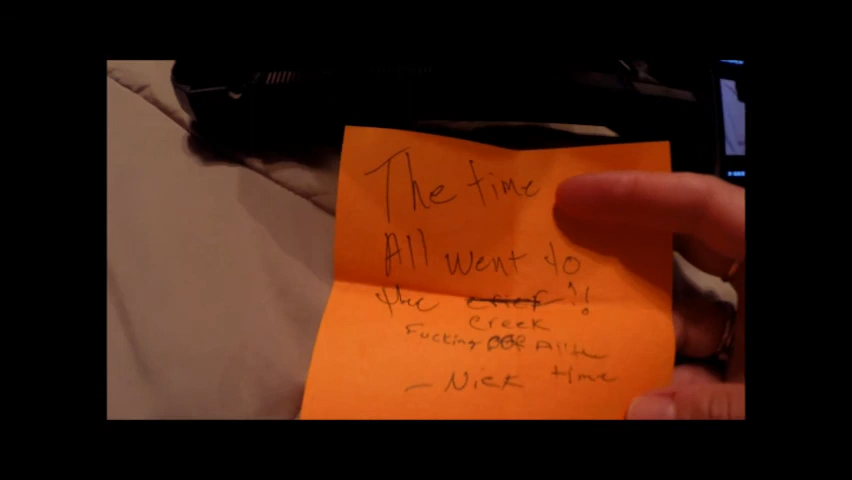 The time
All went to
the !!
creek
Fucking All the
- Nick time